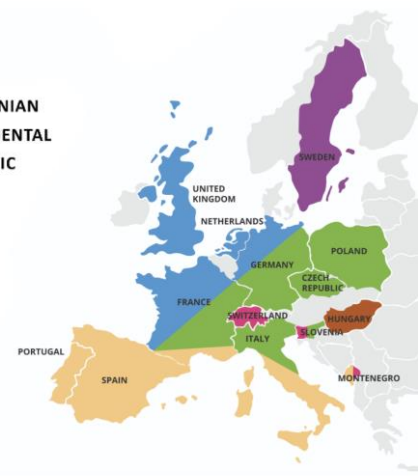 NIAN
ENTAL
IC
SWEDEN
UNITED
KINGDOM
NETHERLANDS
POLAND
GERMANY
CZECH
REPUBLIC
FRANCE
SWITZERLAND
HUNGARY
SLOVENIA
ITALY
PORTUGAL
SPAIN
MONTENEGRO